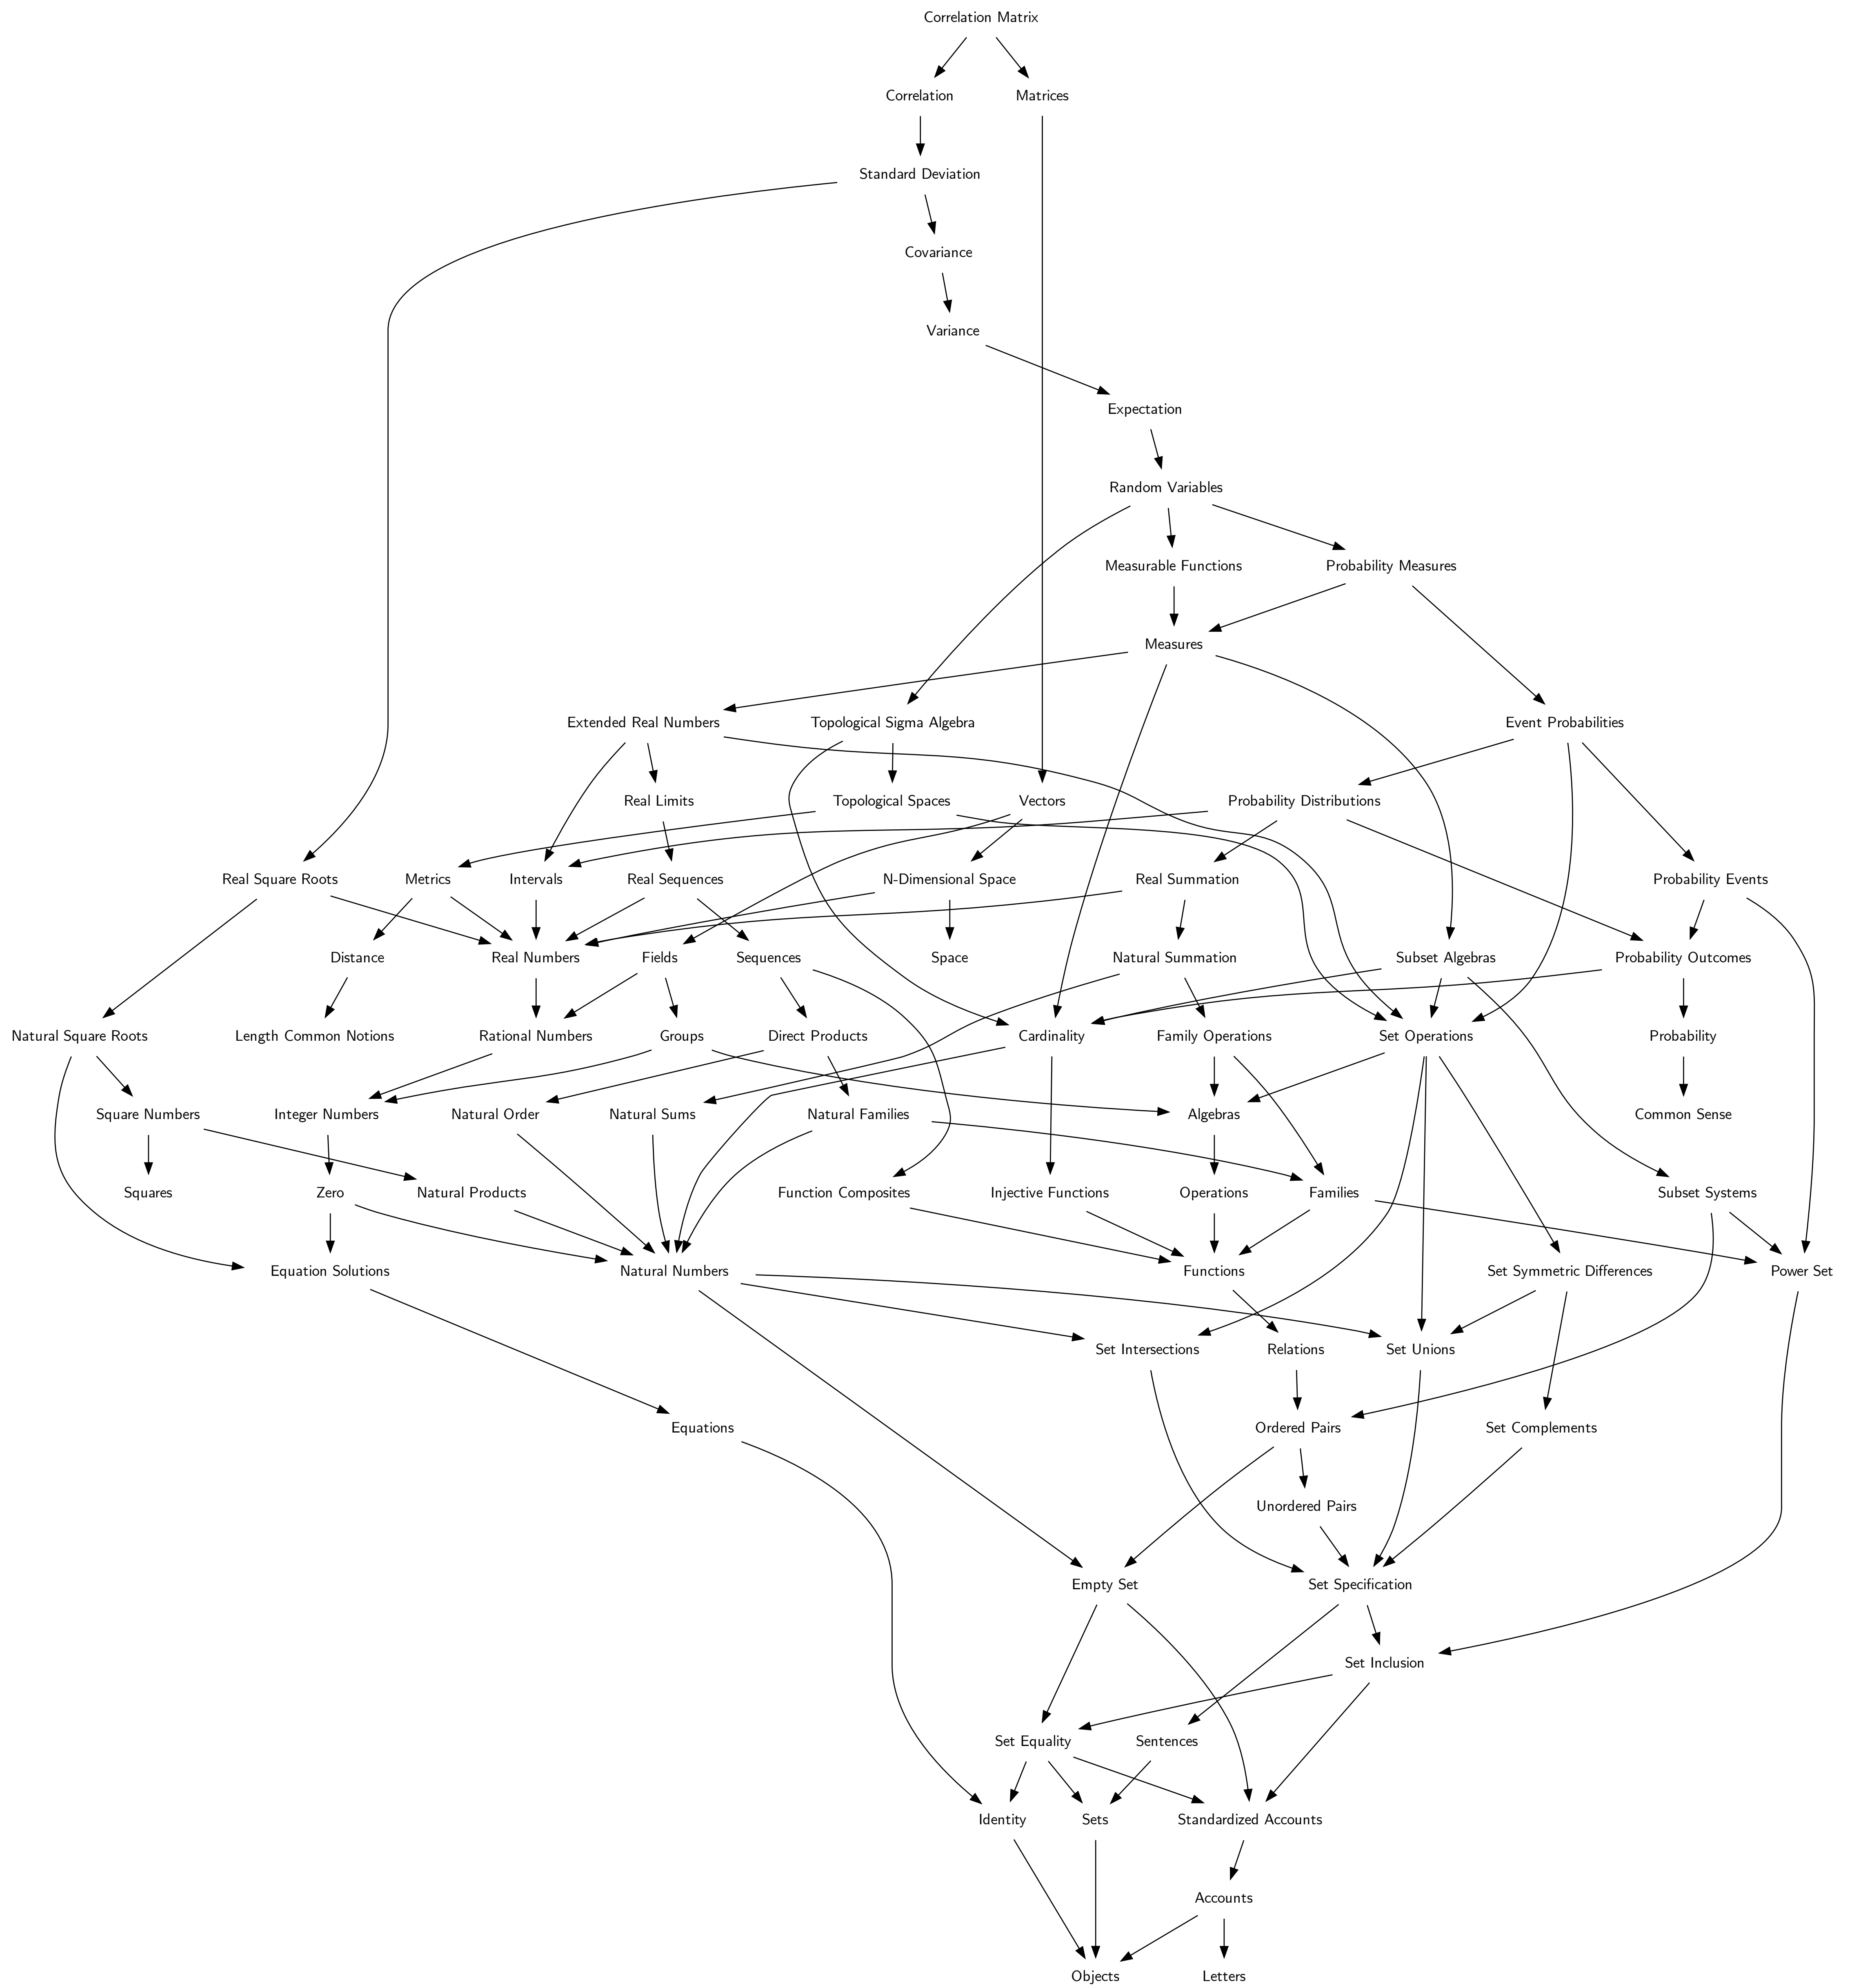 Correlation Matrix
Correlation
Matrices
Standard Deviation
Covariance
Variance
Expectation
Random Variables
Measurable Functions
Probability Measures
Measures
Extended Real Numbers
Topological Sigma Algebra
Event Probabilities
Real Limits
Topological Spaces
Vectors
Probability Distributions
Real Square Roots
Metrics
Intervals
Real Sequences
N-Dimensional Space
Real Summation
Probability Events
Distance
Real Numbers
Fields
Sequences
Space
Natural Summation
Subset Algebras
Probability Outcomes
Natural Square Roots
Length Common Notions
Rational Numbers
Groups
Direct Products
Cardinality
Family Operations
Set Operations
Probability
Square Numbers
Integer Numbers
Natural Order
Natural Sums
Natural Families
Algebras
Common Sense
Squares
Zero
Natural Products
Function Composites
Injective Functions
Operations
Families
Subset Systems
Equation Solutions
Natural Numbers
Functions
Set Symmetric Differences
Power Set
Set Intersections
Relations
Set Unions
Equations
Ordered Pairs
Set Complements
Unordered Pairs
Empty Set
Set Specification
Set Inclusion
Set Equality
Sentences
Identity
Sets
Standardized Accounts
Accounts
Objects
Letters